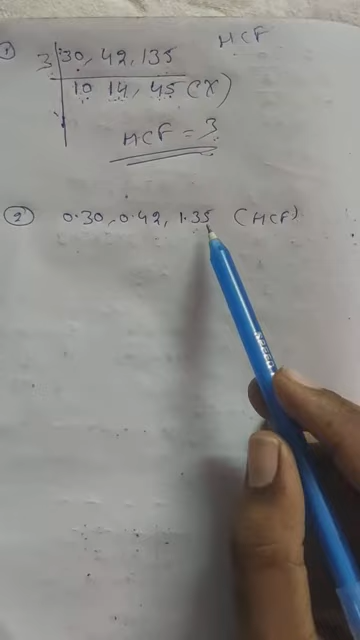 ① HCF
3 | 30, 42, 135
10 14, 45 (X)
HCF = 3
② 0.30, 0.42, 1.35 (HCF)